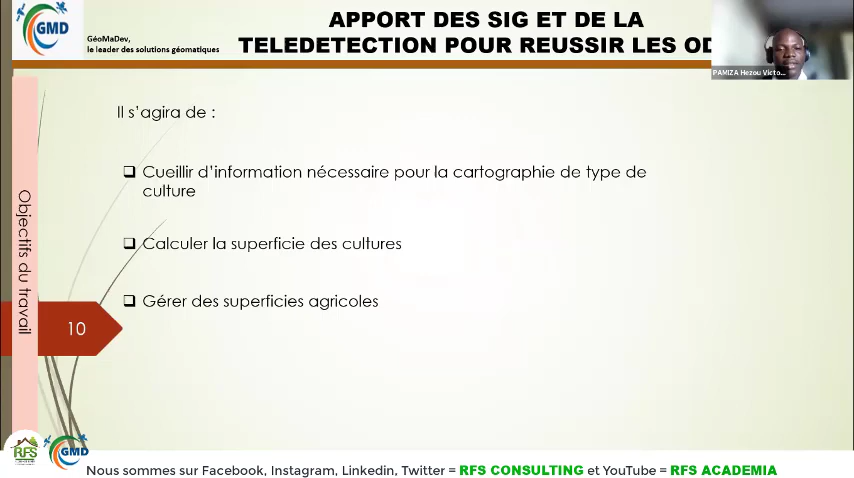 GMD
GéoMaDev,
le leader des solutions géomatiques
APPORT DES SIG ET DE LA
TELEDETECTION POUR REUSSIR LES
PAMIZA Hezou Victo...
Il s'agira de :
Cueillir d'information nécessaire pour la cartographie de type de
culture
Calculer la superficie des cultures
Gérer des superficies agricoles
Objectifs du travail
10
RFS
GMD
Nous sommes sur Facebook, Instagram, Linkedin, Twitter = RFS CONSULTING et YouTube = RFS ACADEMIA